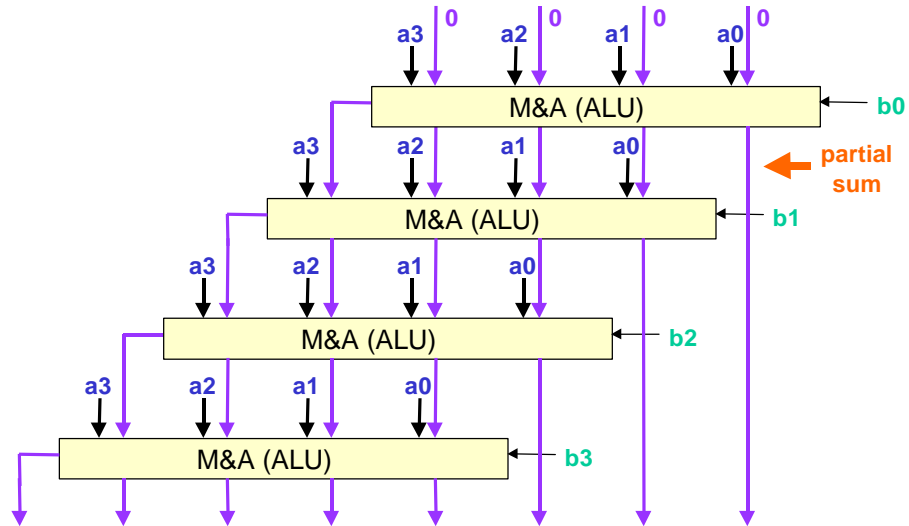 0 0 0 0
a3 a2 a1 a0
M&A (ALU)
b0
a3 a2 a1 a0
partial
sum
M&A (ALU)
b1
a3 a2 a1 a0
M&A (ALU)
b2
a3 a2 a1 a0
M&A (ALU)
b3